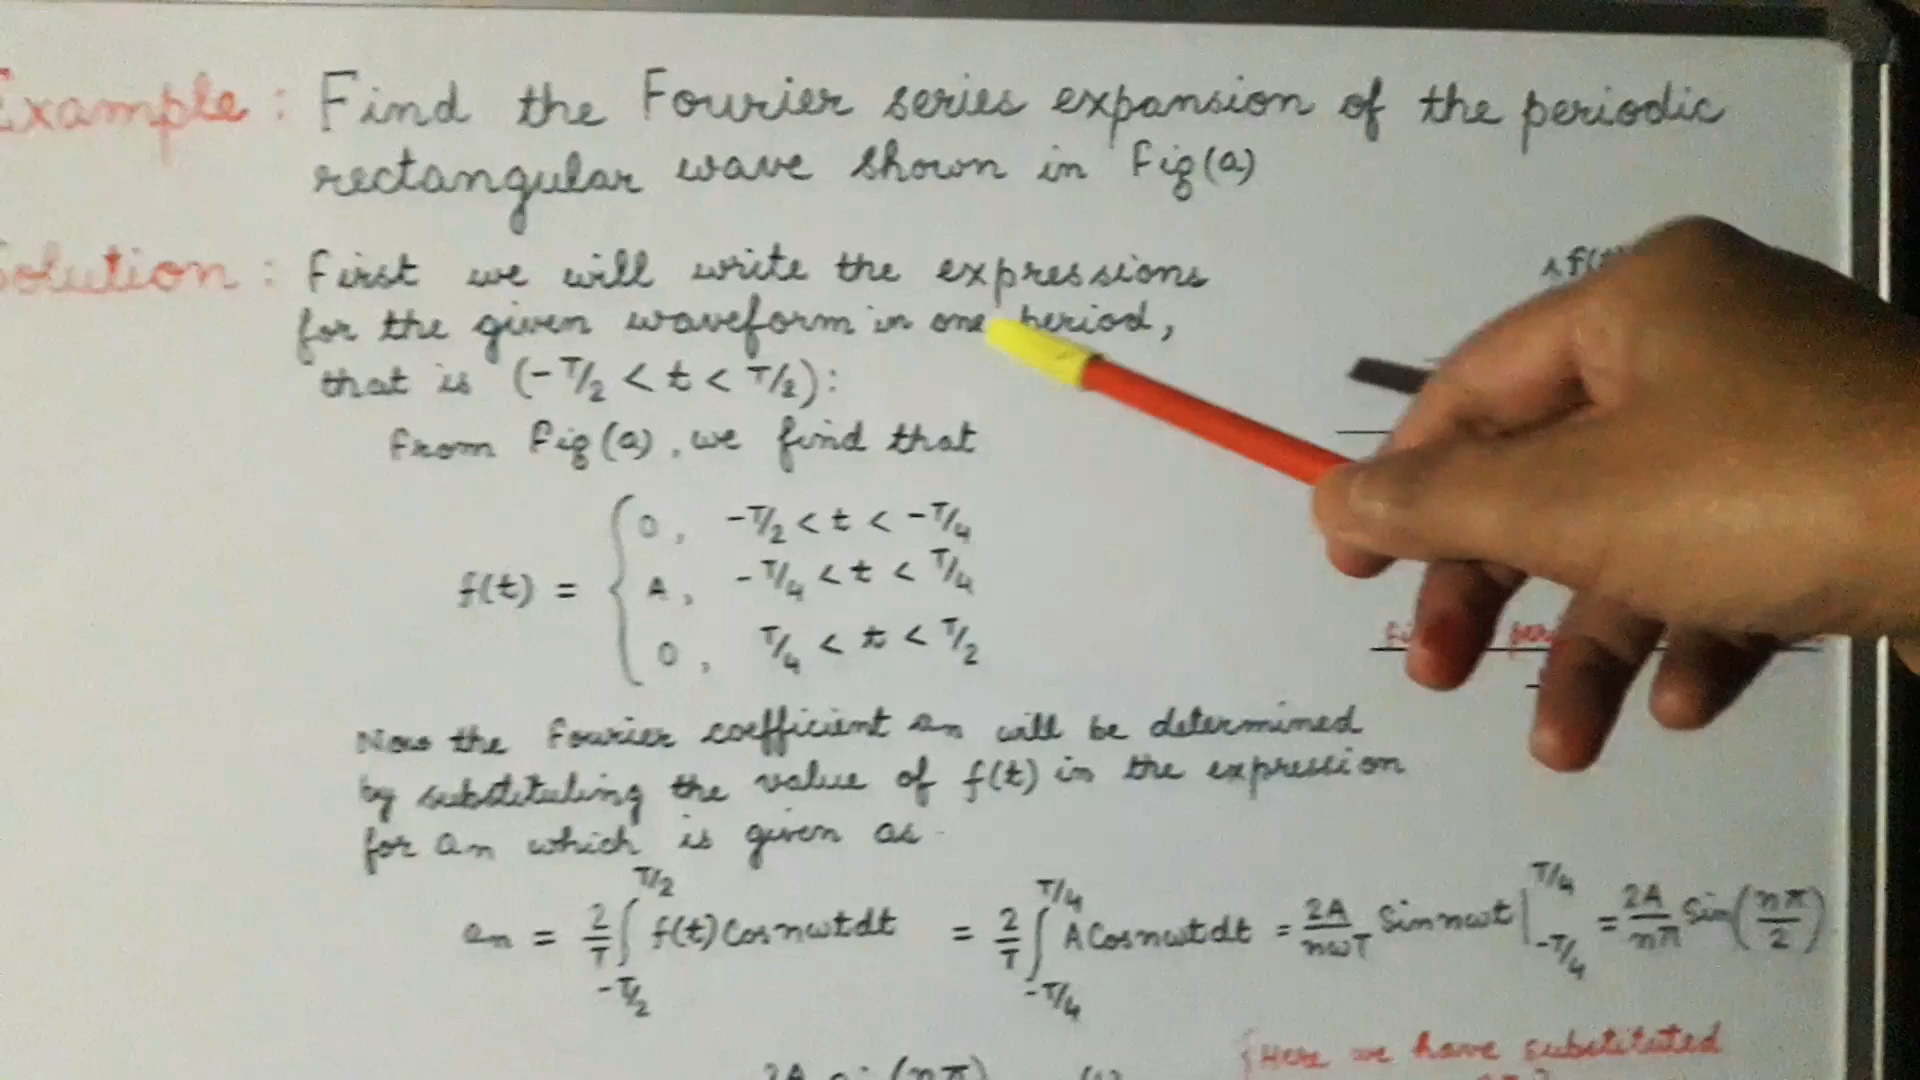 Example: Find the Fourier series expansion of the periodic
rectangular wave shown in Fig(a)
Solution: First we will write the expressions
for the given waveform in one period,
that is (-T/2 < t < T/2):
From Fig(a), we find that
f(t) = { 0, -T/2 < t < -T/4
A, -T/4 < t < T/4
0, T/4 < t < T/2
Now the Fourier coefficient an will be determined
by substituting the value of f(t) in the expression
for an which is given as
an = 2/T ∫_{-T/2}^{T/2} f(t) Cos nωt dt = 2/T ∫_{-T/4}^{T/4} A Cos nωt dt = 2A/nωT Sin nωt |_{-T/4}^{T/4} = 2A/nπ Sin(nπ/2)
{Here we have substituted